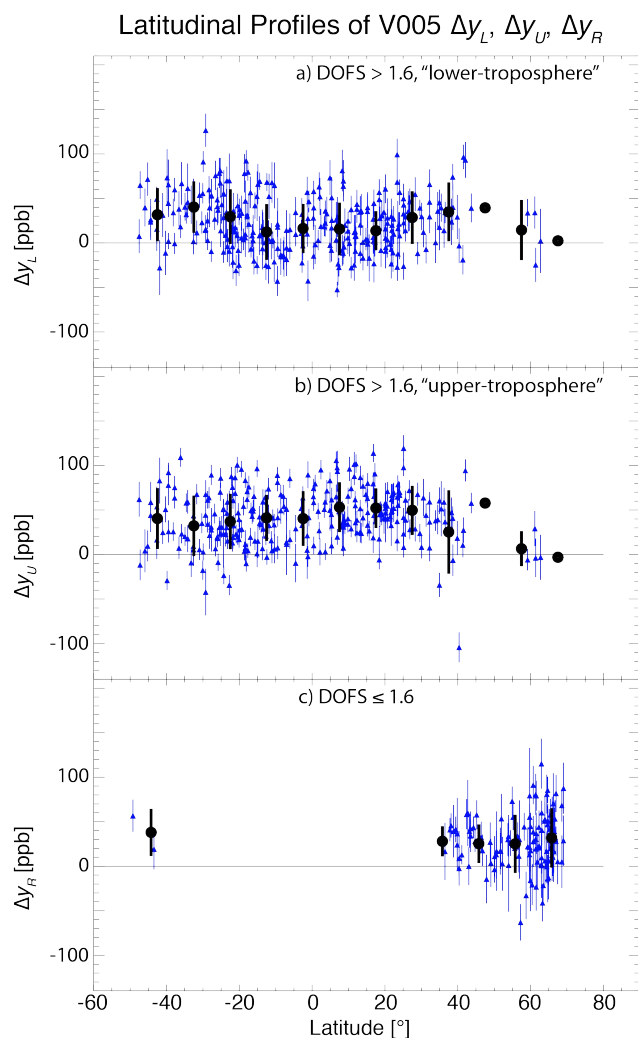 Latitudinal Profiles of V005 Δy_L, Δy_U, Δy_R
a) DOFS > 1.6, “lower-troposphere”
100
0
-100
Δy_L [ppb]
b) DOFS > 1.6, “upper-troposphere”
100
0
-100
Δy_U [ppb]
c) DOFS ≤ 1.6
100
0
-100
Δy_R [ppb]
-60 -40 -20 0 20 40 60 80
Latitude [°]